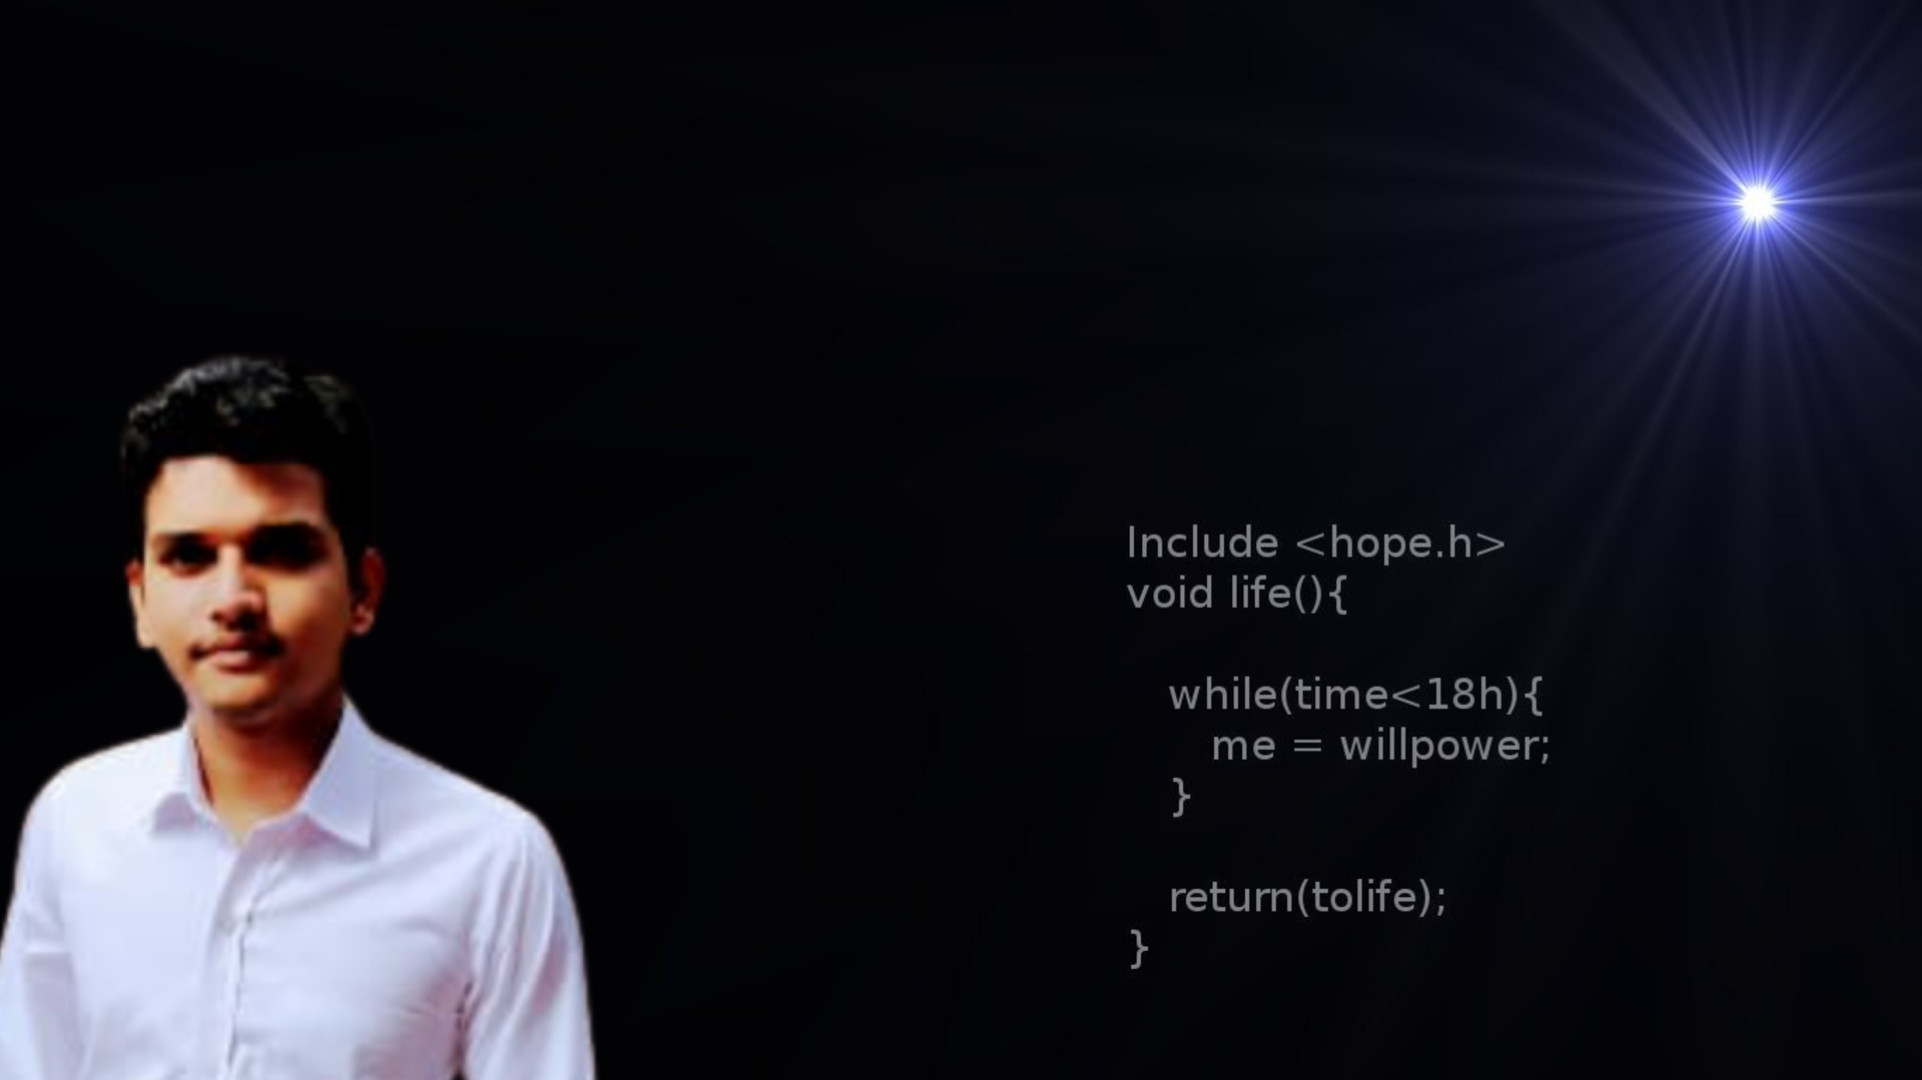 Include <hope.h>
void life(){
while(time<18h){
me = willpower;
}
return(tolife);
}